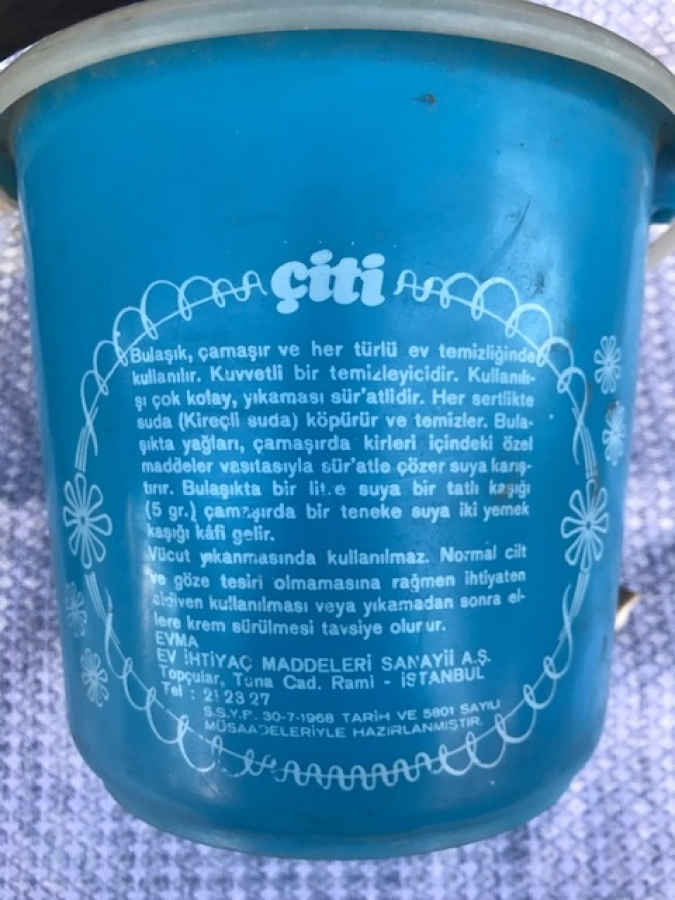 çiti
Bulaşık, çamaşır ve her türlü ev temizliğinde
kullanılır. Kuvvetli bir temizleyicidir. Kullanılı-
şı çok kolay, yıkaması sür'atlidir. Her sertlikte
suda (Kireçli suda) köpürür ve temizler. Bula-
şıkta yağları, çamaşırda kirleri içindeki özel
maddeler vasıtasıyla sür'atle çözer suya karış-
tırır. Bulaşıkta bir litre suya bir tatlı kaşığı
(5 gr.) çamaşırda bir teneke suya iki yemek
kaşığı kâfi gelir.
Vücut yıkanmasında kullanılmaz. Normal cilt
ve göze tesiri olmamasına rağmen ihtiyaten
eldiven kullanılması veya yıkamadan sonra el-
lere krem sürülmesi tavsiye olunur.
EVMA
EV İHTİYAÇ MADDELERİ SANAYİİ A.Ş.
Topçular, Tuna Cad. Rami - İSTANBUL
Tel : 23 27
S.S.Y.P. 30-7-1968 TARİH VE 5801 SAYILI
MÜSAADELERİYLE HAZIRLANMIŞTIR.